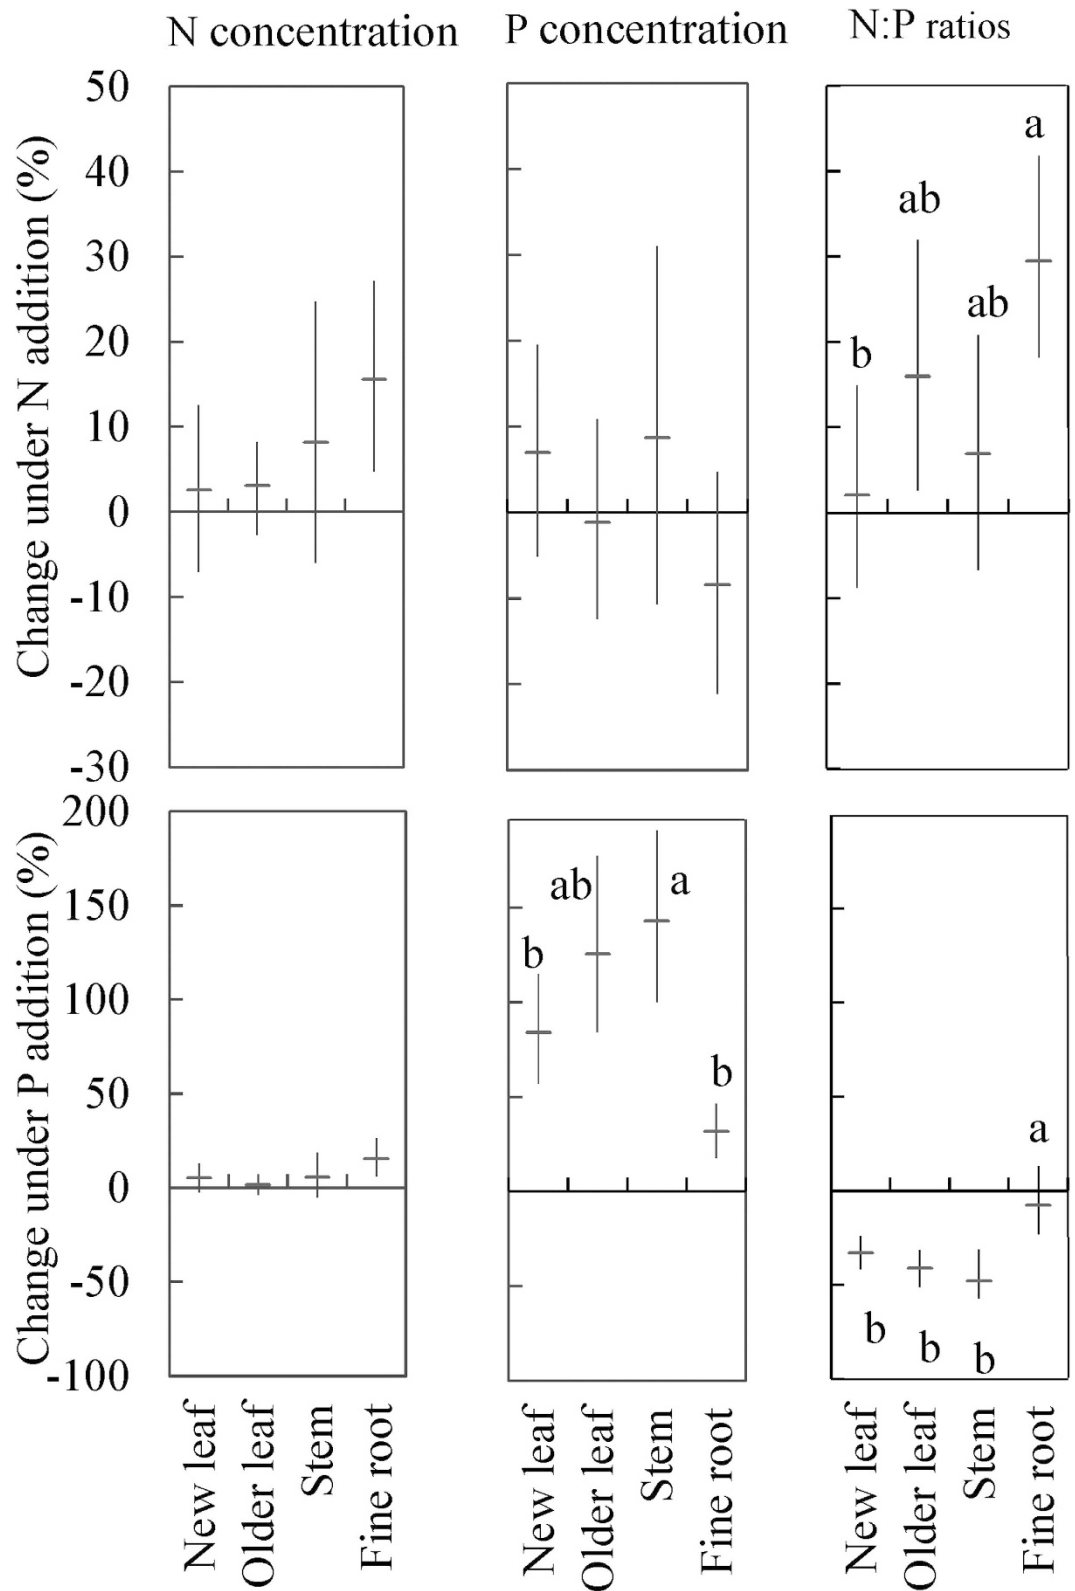 N concentration P concentration N:P ratios
Change under N addition (%)
50
40
30
20
10
0
-10
-20
-30
b ab ab a
Change under P addition (%)
200
150
100
50
0
-50
-100
b ab a b
b b b a
New leaf Older leaf Stem Fine root
New leaf Older leaf Stem Fine root
New leaf Older leaf Stem Fine root